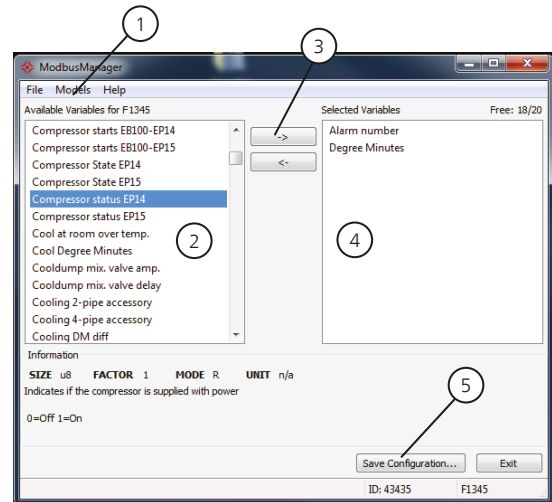 1
3
ModbusManager
File Models Help
Available Variables for F1345
Selected Variables Free: 18/20
Compressor starts EB100-EP14
Compressor starts EB100-EP15
Compressor State EP14
Compressor State EP15
Compressor status EP14
Compressor status EP15
Cool at room over temp.
Cool Degree Minutes
Cooldump mix. valve amp.
Cooldump mix. valve delay
Cooling 2-pipe accessory
Cooling 4-pipe accessory
Cooling DM diff
2
->
<-
Alarm number
Degree Minutes
4
Information
SIZE u8 FACTOR 1 MODE R UNIT n/a
Indicates if the compressor is supplied with power
0=Off 1=On
5
Save Configuration... Exit
ID: 43435 F1345